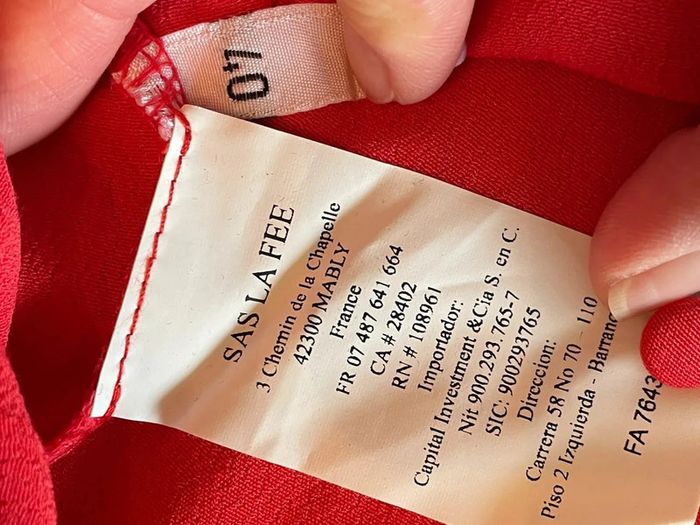 40
SAS LA FEE
3 Chemin de la Chapelle
42300 MABLY
France
FR 07 487 641 664
CA # 28402
RN # 108961
Importador:
Capital Investment &Cia S. en C.
Nit 900.293.765-7
SIC: 900293765
Direccion:
Carrera 58 No 70 - 110
Piso 2 Izquierda -
FA 7643